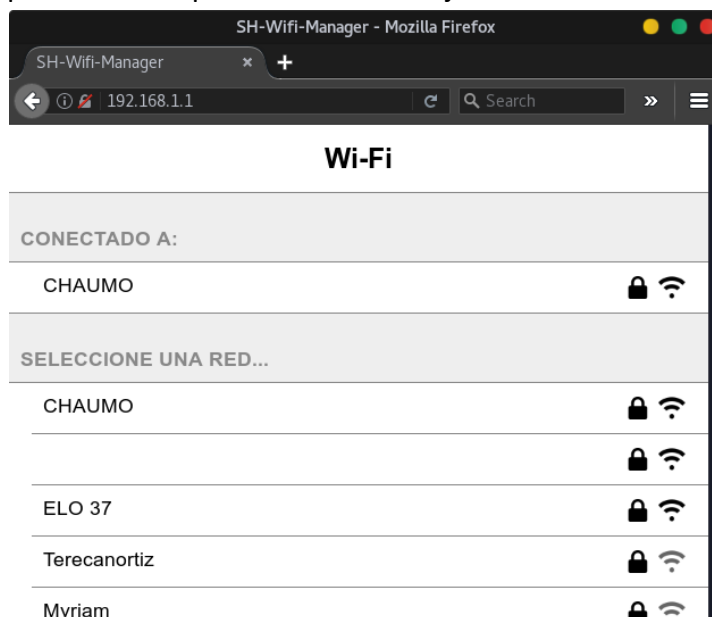 SH-Wifi-Manager - Mozilla Firefox
SH-Wifi-Manager × +
192.168.1.1 Search »
Wi-Fi
CONECTADO A:
CHAUMO
SELECCIONE UNA RED...
CHAUMO
ELO 37
Terecanortiz
Myriam